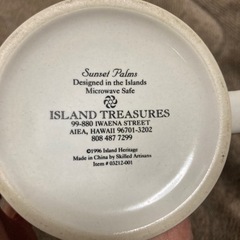 Sunset Palms
Designed in the Islands
Microwave Safe
ISLAND TREASURES
99-880 IWAENA STREET
AIEA, HAWAII 96701-3202
808 487 7299
©1996 Island Heritage
Made in China by Skilled Artisans
Item # 05212-001